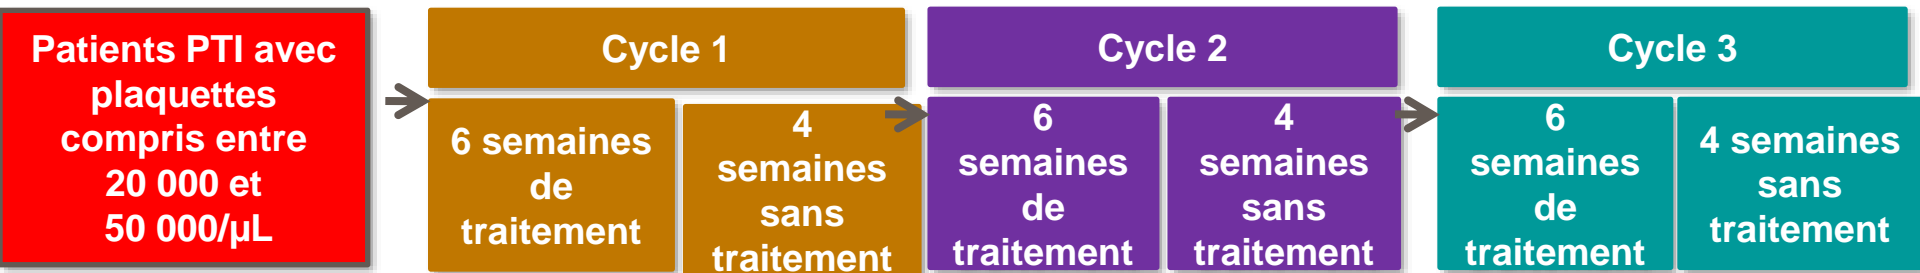 Patients PTI avec
plaquettes
compris entre
20 000 et
50 000/µL
Cycle 1
6 semaines
de
traitement
4
semaines
sans
traitement
Cycle 2
6
semaines
de
traitement
4
semaines
sans
traitement
Cycle 3
6
semaines
de
traitement
4 semaines
sans
traitement